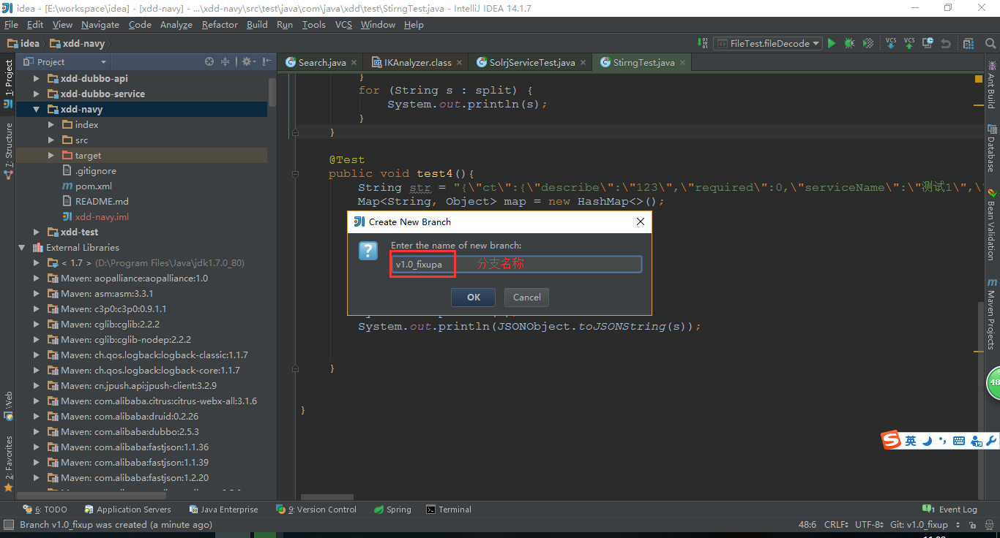 idea - [E:\workspace\idea] - [xdd-navy] - ...\xdd-navy\src\test\java\com\java\xdd\test\StirngTest.java - IntelliJ IDEA 14.1.7
File Edit View Navigate Code Analyze Refactor Build Run Tools VCS Window Help
idea xdd-navy FileTest.fileDecode VCS VCS
Project
Search.java IKAnalyzer.class SolrjServiceTest.java StirngTest.java
1: Project
7: Structure
Web
2: Favorites
xdd-dubbo-api
xdd-dubbo-service
xdd-navy
index
src
target
.gitignore
pom.xml
README.md
xdd-navy.iml
xdd-test
External Libraries
< 1.7 > (D:\Program Files\Java\jdk1.7.0_80)
Maven: aopalliance:aopalliance:1.0
Maven: asm:asm:3.3.1
Maven: c3p0:c3p0:0.9.1.1
Maven: cglib:cglib:2.2.2
Maven: cglib:cglib-nodep:2.2.2
Maven: ch.qos.logback:logback-classic:1.1.7
Maven: ch.qos.logback:logback-core:1.1.7
Maven: cn.jpush.api:jpush-client:3.2.9
Maven: com.alibaba.citrus:citrus-webx-all:3.1.6
Maven: com.alibaba:druid:0.2.26
Maven: com.alibaba:dubbo:2.5.3
Maven: com.alibaba:fastjson:1.1.36
Maven: com.alibaba:fastjson:1.1.39
Maven: com.alibaba:fastjson:1.2.20
}
for (String s : split) {
System.out.println(s);
}
}
@Test
public void test4(){
String str = "{\"ct\":{\"describe\":\"123\",\"required\":0,\"serviceName\":\"测试1\",\"
Map<String, Object> map = new HashMap<>();
Create New Branch
Enter the name of new branch:
v1.0_fixupa 分支名称
OK Cancel
System.out.println(JSONObject.toJSONString(s));
}
}
Ant Build
Database
Bean Validation
Maven Projects
48
英
6: TODO Application Servers Java Enterprise 9: Version Control Spring Terminal 1 Event Log
Branch v1.0_fixup was created (a minute ago) 48:6 CRLF UTF-8 Git: v1.0_fixup